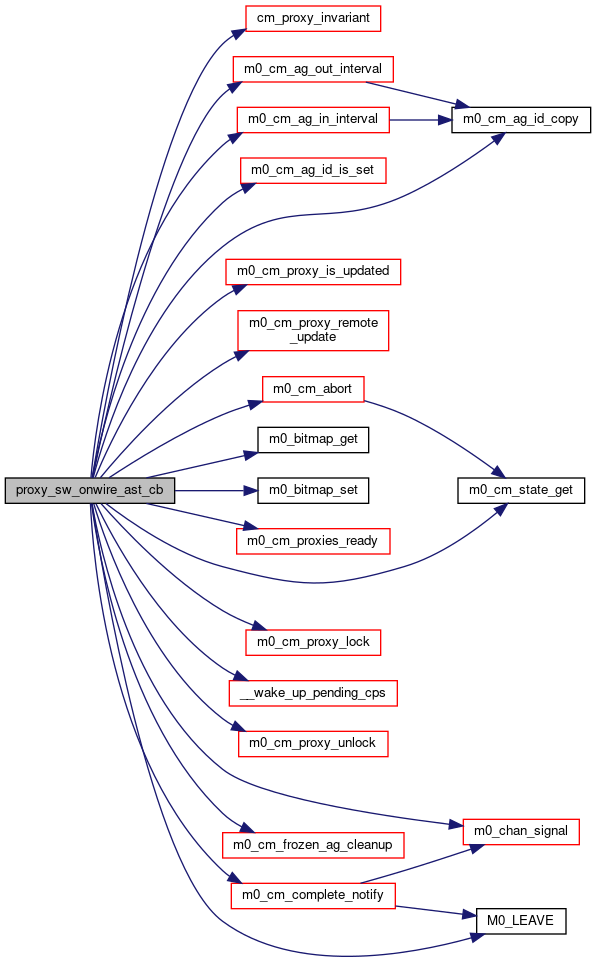 cm_proxy_invariant
m0_cm_ag_out_interval
m0_cm_ag_in_interval
m0_cm_ag_id_copy
m0_cm_ag_id_is_set
m0_cm_proxy_is_updated
m0_cm_proxy_remote
_update
m0_cm_abort
m0_bitmap_get
proxy_sw_onwire_ast_cb
m0_bitmap_set
m0_cm_state_get
m0_cm_proxies_ready
m0_cm_proxy_lock
__wake_up_pending_cps
m0_cm_proxy_unlock
m0_chan_signal
m0_cm_frozen_ag_cleanup
m0_cm_complete_notify
M0_LEAVE